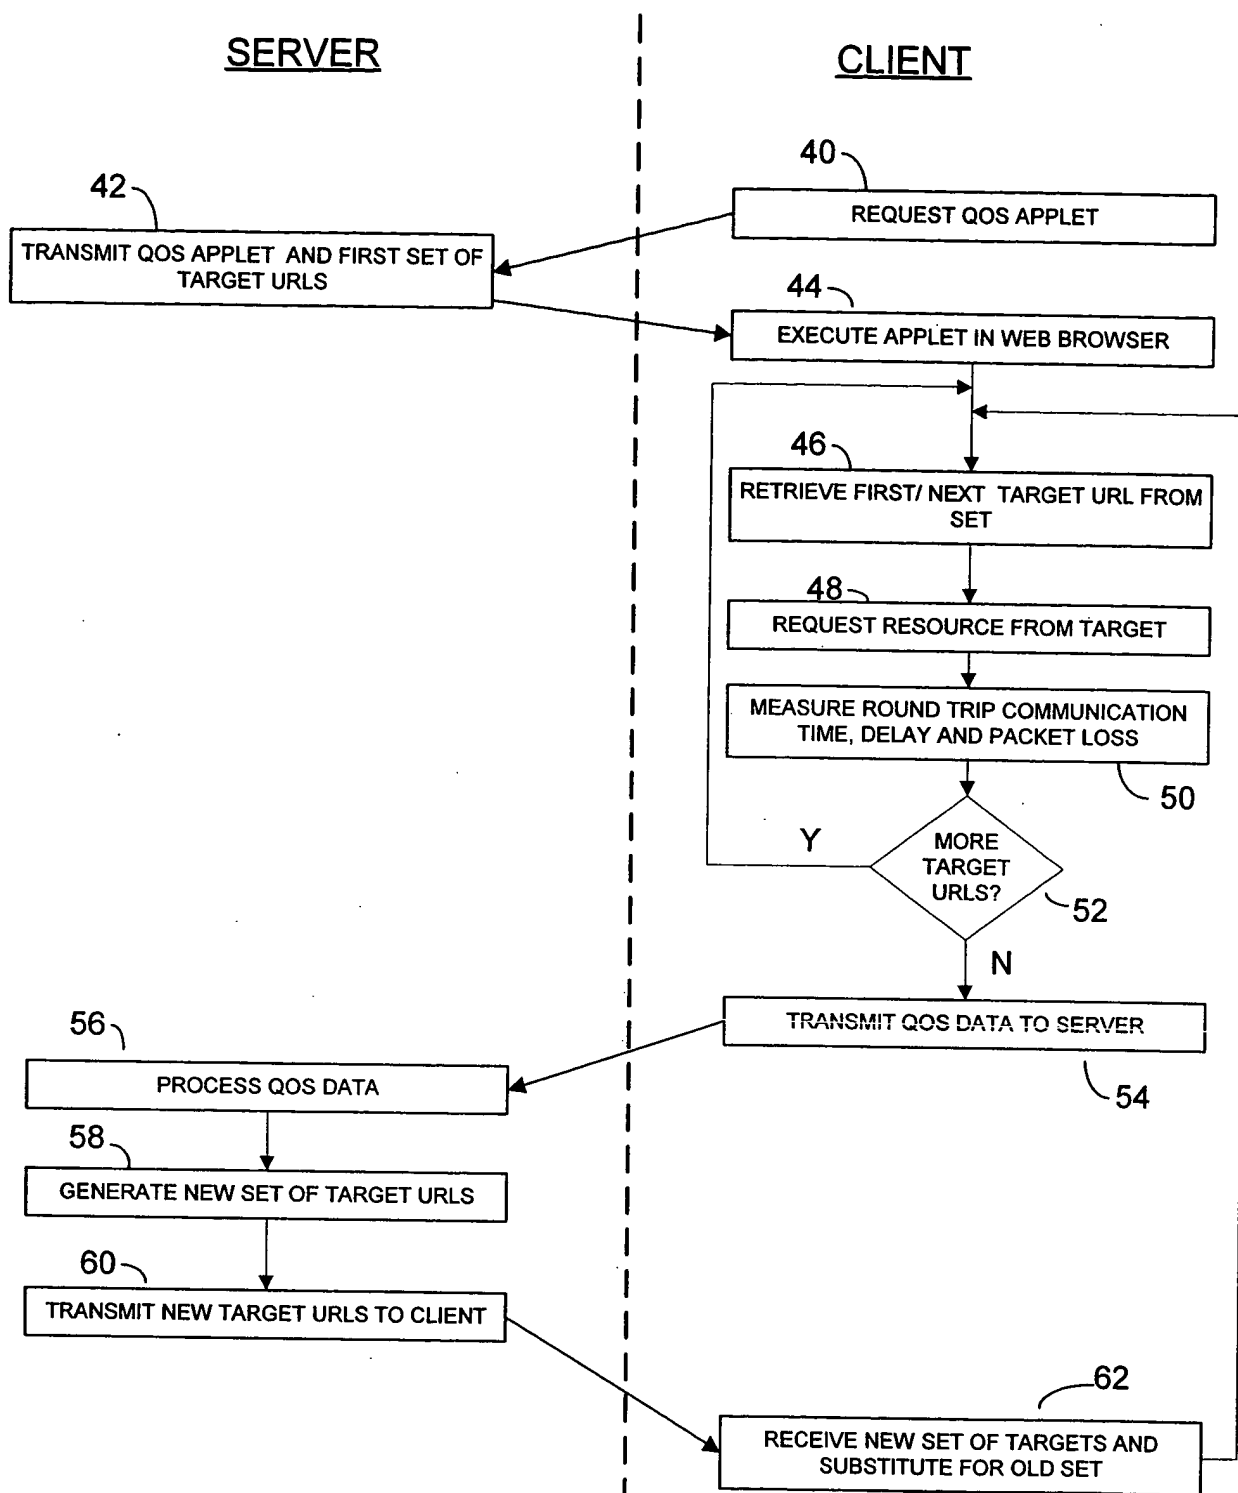 SERVER
CLIENT
40
REQUEST QOS APPLET
42
TRANSMIT QOS APPLET AND FIRST SET OF
TARGET URLS
44
EXECUTE APPLET IN WEB BROWSER
46
RETRIEVE FIRST/ NEXT TARGET URL FROM
SET
48
REQUEST RESOURCE FROM TARGET
MEASURE ROUND TRIP COMMUNICATION
TIME, DELAY AND PACKET LOSS
50
Y
MORE
TARGET
URLS?
52
N
TRANSMIT QOS DATA TO SERVER
54
56
PROCESS QOS DATA
58
GENERATE NEW SET OF TARGET URLS
60
TRANSMIT NEW TARGET URLS TO CLIENT
62
RECEIVE NEW SET OF TARGETS AND
SUBSTITUTE FOR OLD SET